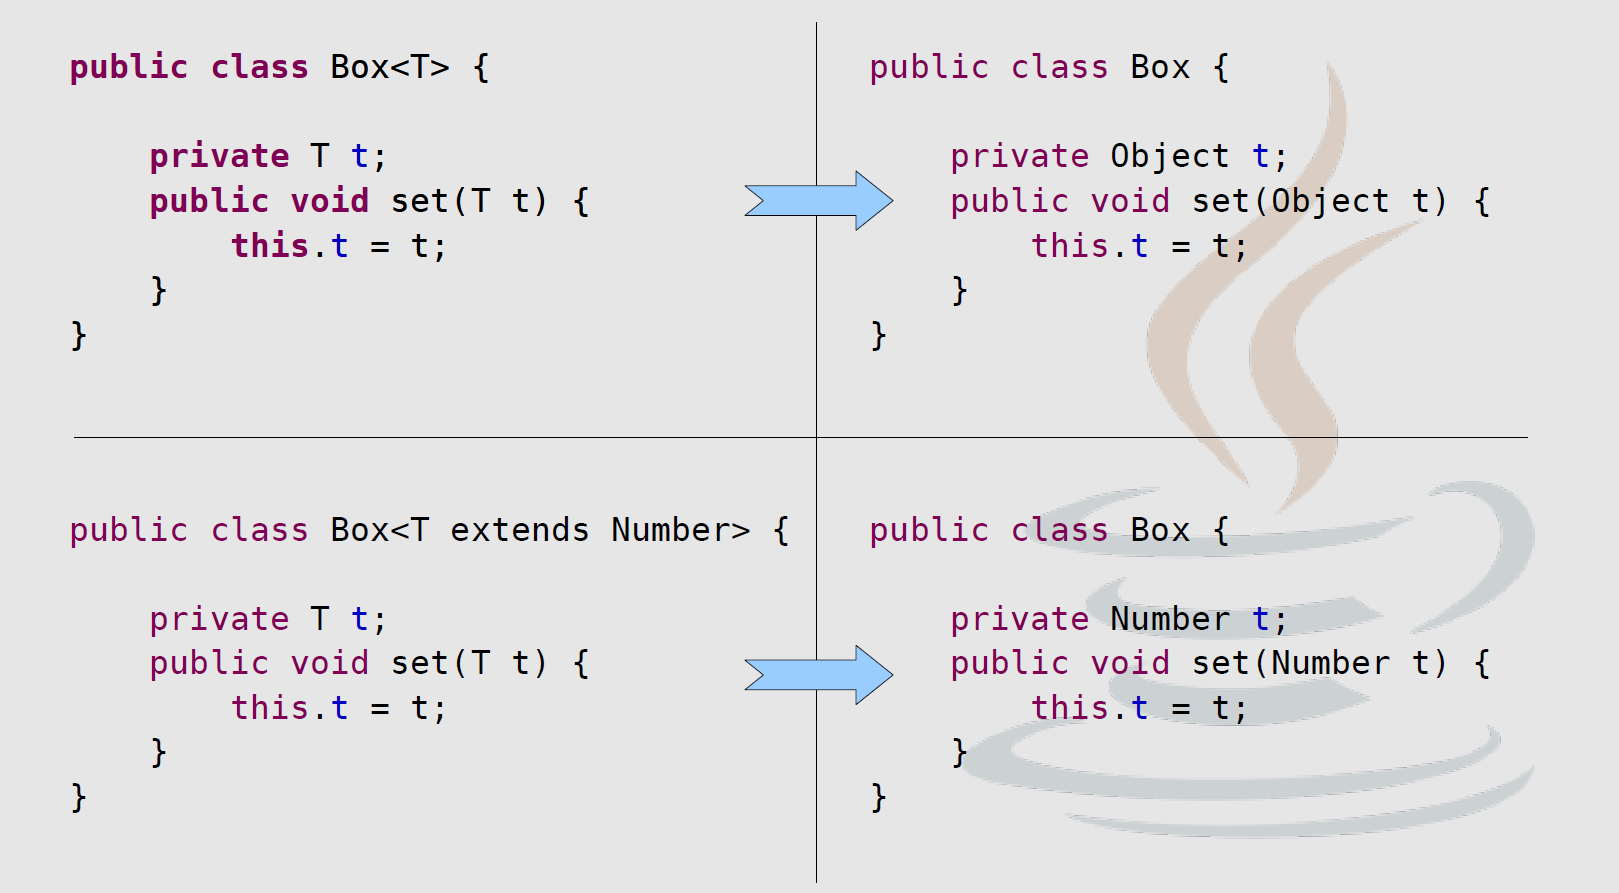 public class Box<T> {
    private T t;
    public void set(T t) {
        this.t = t;
    }
}
public class Box {
    private Object t;
    public void set(Object t) {
        this.t = t;
    }
}
public class Box<T extends Number> {
    private T t;
    public void set(T t) {
        this.t = t;
    }
}
public class Box {
    private Number t;
    public void set(Number t) {
        this.t = t;
    }
}